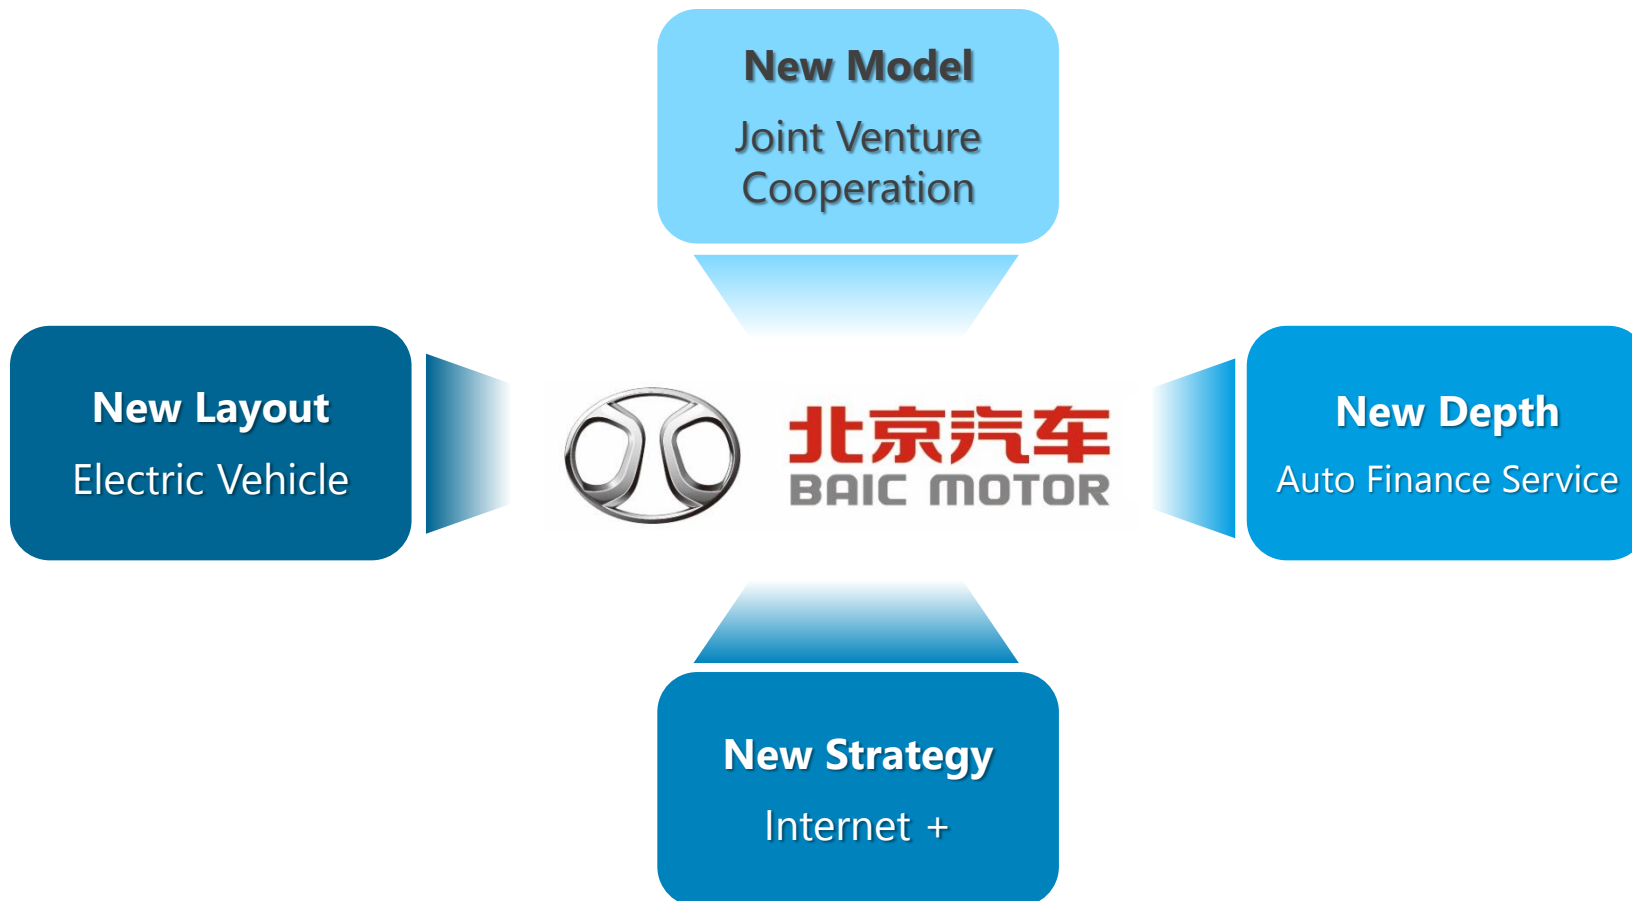 New Model
Joint Venture
Cooperation
New Layout
Electric Vehicle
北京汽车
BAIC MOTOR
New Depth
Auto Finance Service
New Strategy
Internet +